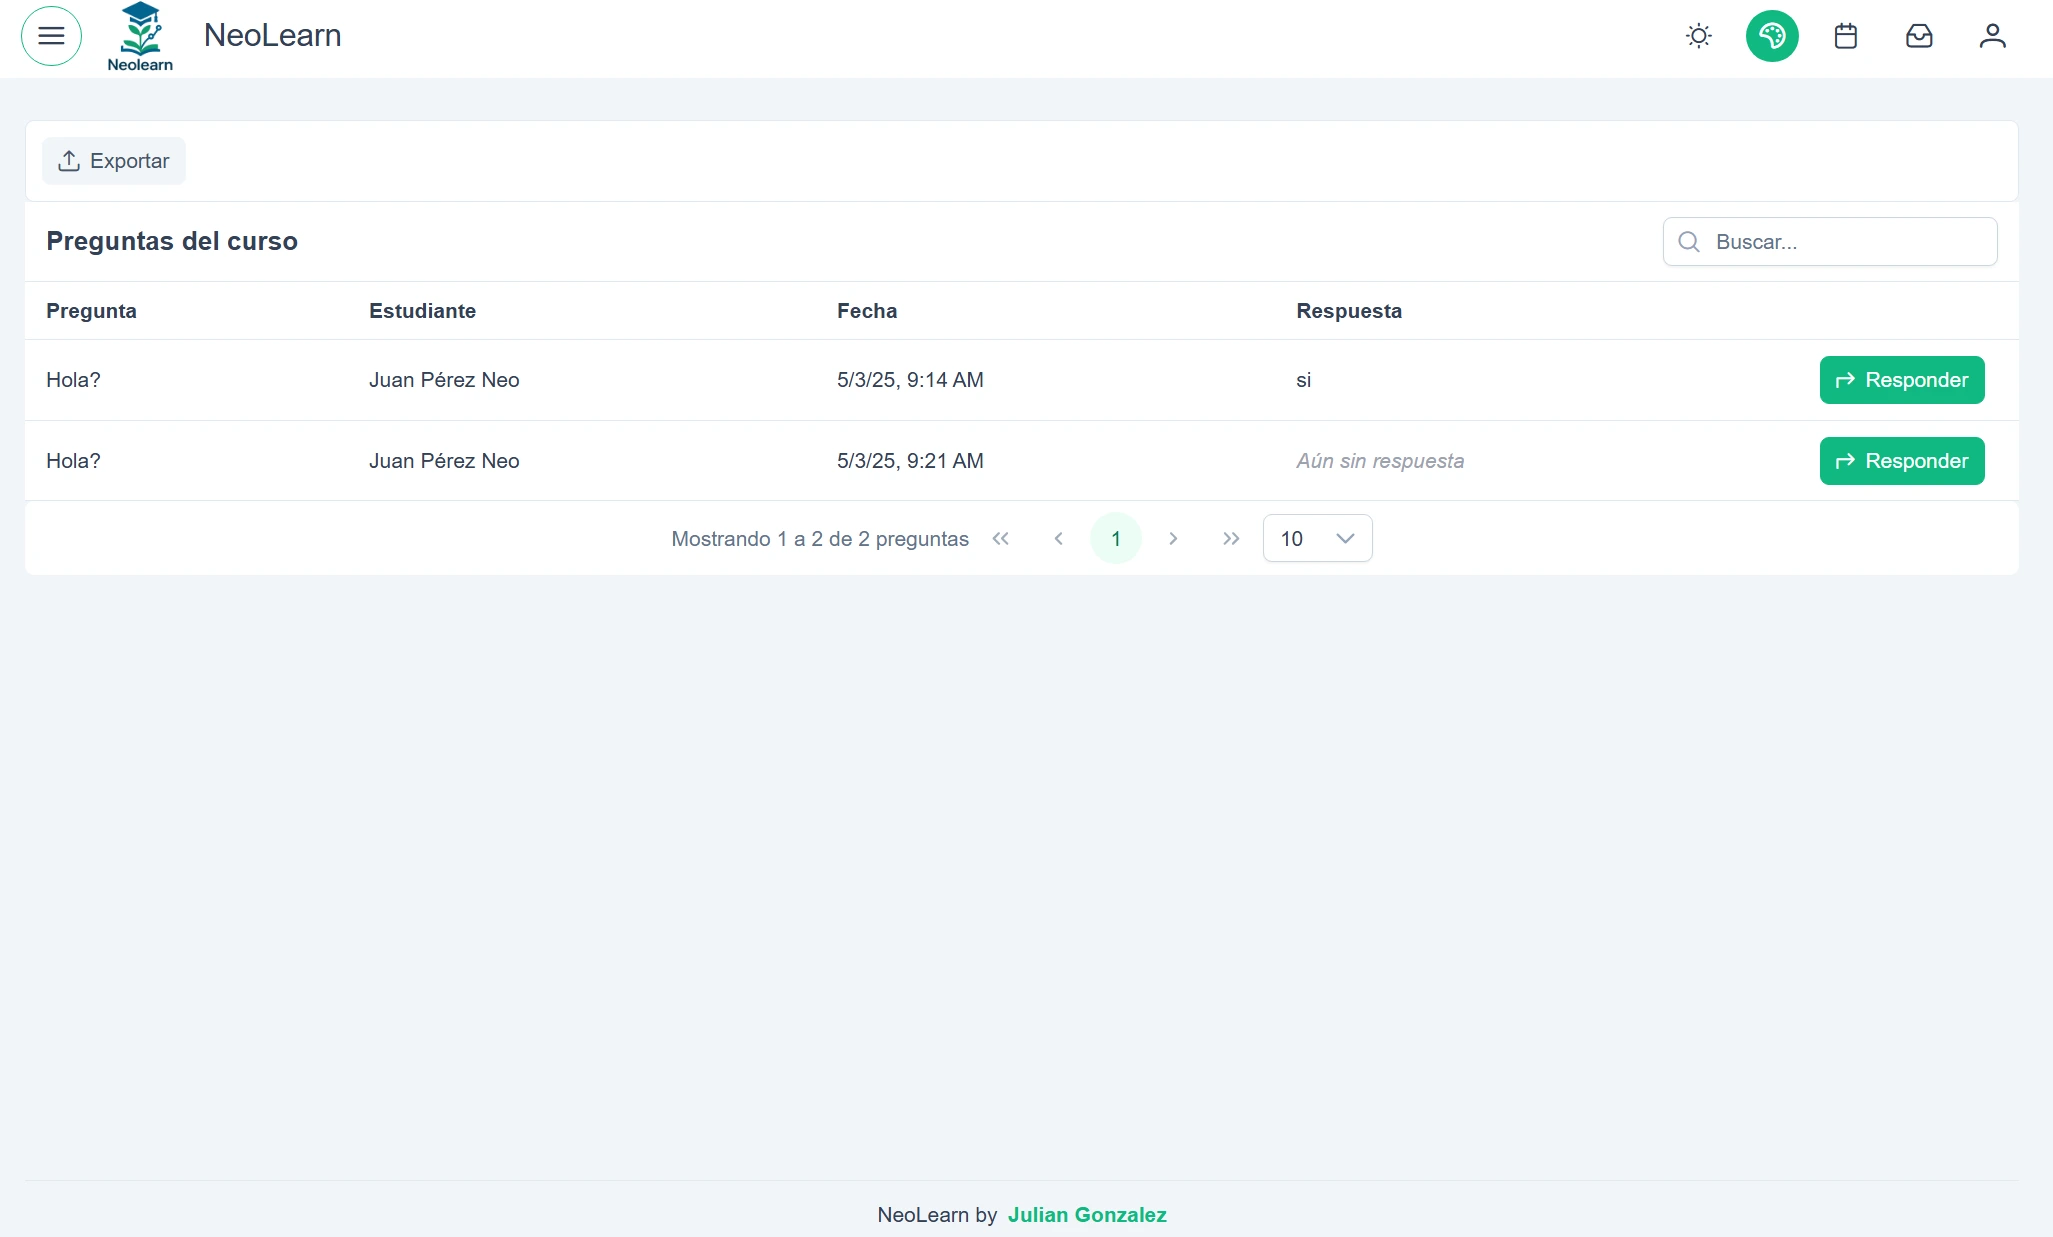 Neolearn
NeoLearn
Exportar
Preguntas del curso
Buscar...
Pregunta Estudiante Fecha Respuesta
Hola? Juan Pérez Neo 5/3/25, 9:14 AM si Responder
Hola? Juan Pérez Neo 5/3/25, 9:21 AM Aún sin respuesta Responder
Mostrando 1 a 2 de 2 preguntas 1 10
NeoLearn by Julian Gonzalez